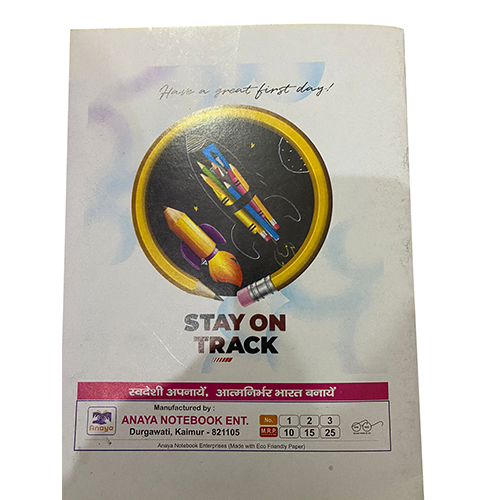 Have a great first day!
STAY ON
TRACK
स्वदेशी अपनायें, आत्मनिर्भर भारत बनायें
Manufactured by :
ANAYA NOTEBOOK ENT.
Durgawati, Kaimur - 821105
Anaya
No. 1 2 3
M.R.P. 10 15 25
Anaya Notebook Enterprises (Made with Eco Friendly Paper)